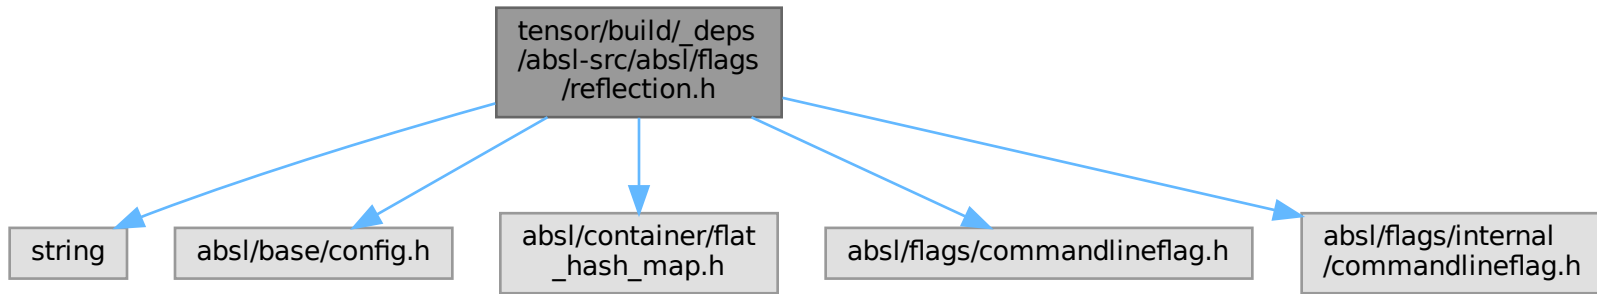 tensor/build/_deps
/absl-src/absl/flags
/reflection.h
string
absl/base/config.h
absl/container/flat
_hash_map.h
absl/flags/commandlineflag.h
absl/flags/internal
/commandlineflag.h